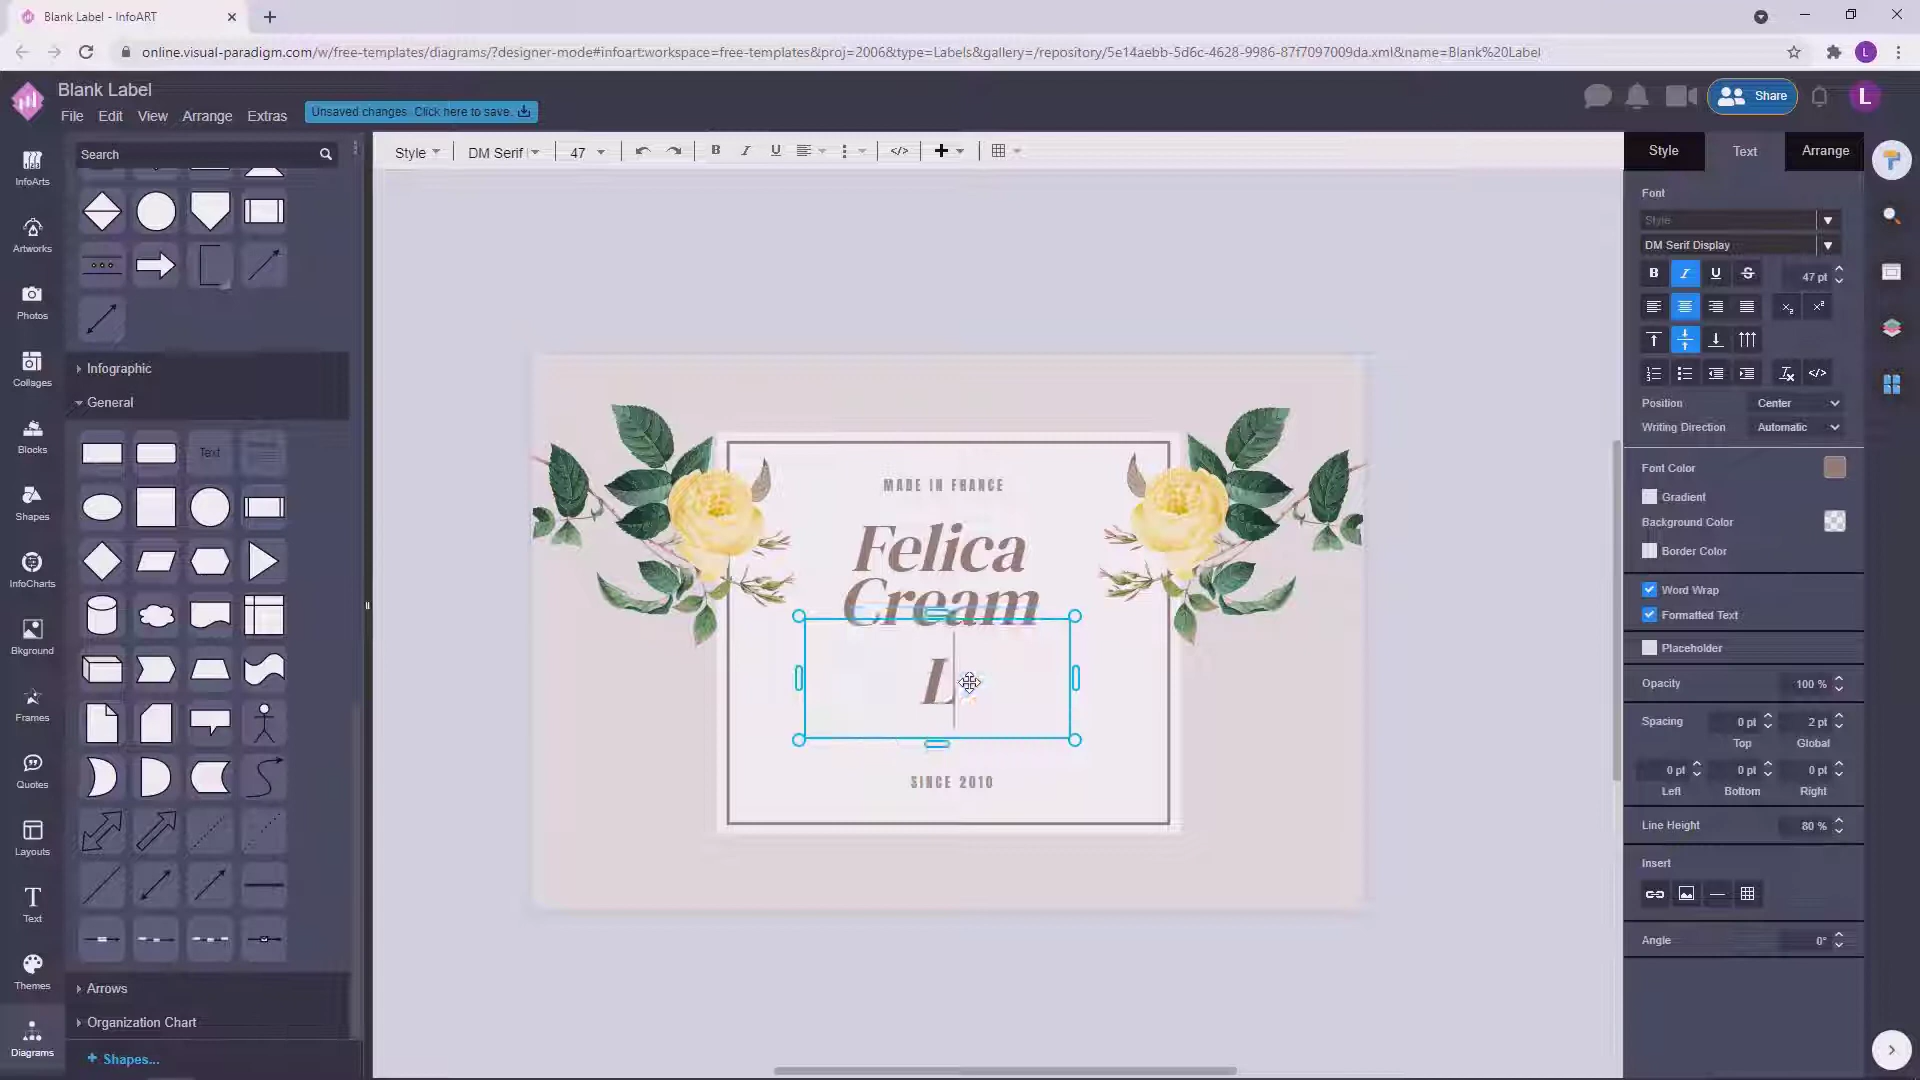 Blank Label - InfoART
online.visual-paradigm.com/w/free-templates/diagrams/?designer-mode#infoart:workspace=free-templates&proj=2006&type=Labels&gallery=/repository/5e14aebb-5d6c-4628-9986-87f7097009da.xml&name=Blank%20Label
L
Blank Label
File Edit View Arrange Extras
Unsaved changes. Click here to save.
Share
L
Search
Style
DM Serif
47
B I U
</>
Style Text Arrange
InfoArts
Artworks
Photos
Collages
Blocks
Shapes
InfoCharts
Bkground
Frames
Quotes
Layouts
Text
Themes
Diagrams
Infographic
General
Text
Arrows
Organization Chart
+ Shapes...
MADE IN FRANCE
Felica
Cream
L
SINCE 2010
Font
Style
DM Serif Display
B I U S 47 pt
Position Center
Writing Direction Automatic
Font Color
Gradient
Background Color
Border Color
Word Wrap
Formatted Text
Placeholder
Opacity 100 %
Spacing 0 pt 2 pt
Top Global
0 pt 0 pt 0 pt
Left Bottom Right
Line Height 80 %
Insert
Angle 0°